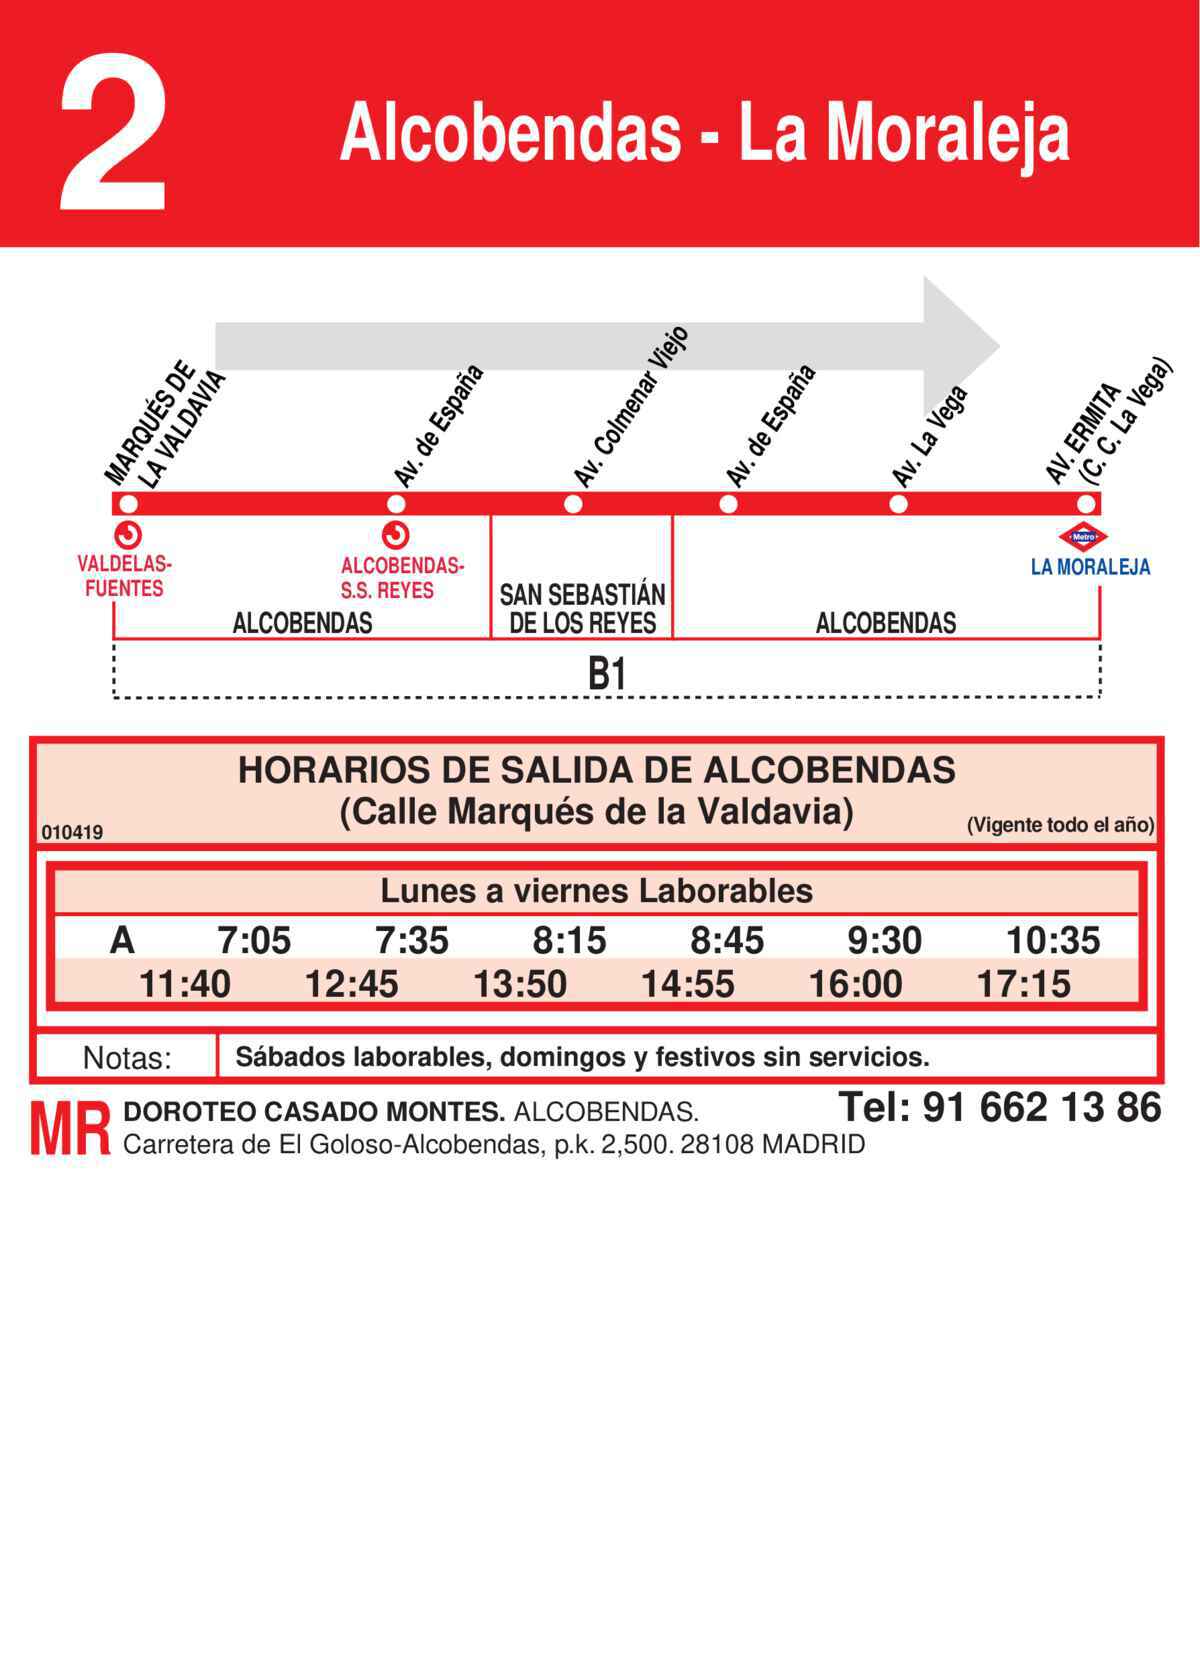 2
Alcobendas - La Moraleja
MARQUÉS DE
LA VALDAVIA
Av. de España
Av. Colmenar Viejo
Av. de España
Av. La Vega
AV. ERMITA
(C. C. La Vega)
VALDELAS-
FUENTES
ALCOBENDAS-
S.S. REYES
Metro
LA MORALEJA
ALCOBENDAS
SAN SEBASTIÁN
DE LOS REYES
ALCOBENDAS
B1
HORARIOS DE SALIDA DE ALCOBENDAS
(Calle Marqués de la Valdavia)
010419
(Vigente todo el año)
Lunes a viernes Laborables
A 7:05 7:35 8:15 8:45 9:30 10:35
11:40 12:45 13:50 14:55 16:00 17:15
Notas: Sábados laborables, domingos y festivos sin servicios.
MR DOROTEO CASADO MONTES. ALCOBENDAS. Tel: 91 662 13 86
Carretera de El Goloso-Alcobendas, p.k. 2,500. 28108 MADRID